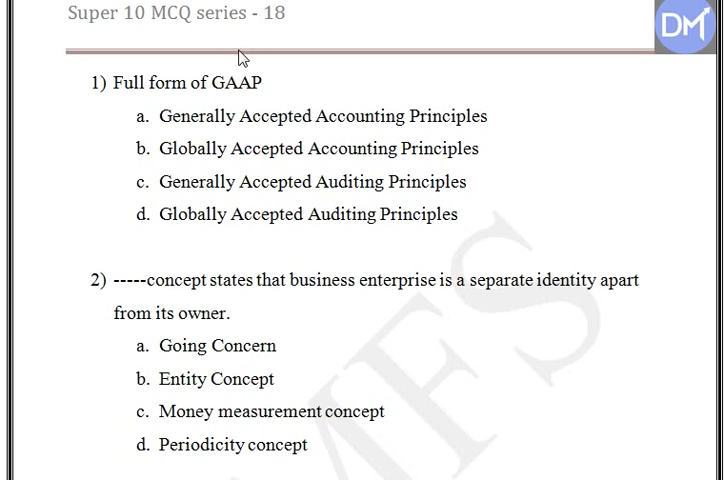 Super 10 MCQ series - 18
DM
1) Full form of GAAP
a. Generally Accepted Accounting Principles
b. Globally Accepted Accounting Principles
c. Generally Accepted Auditing Principles
d. Globally Accepted Auditing Principles
2) -----concept states that business enterprise is a separate identity apart
from its owner.
a. Going Concern
b. Entity Concept
c. Money measurement concept
d. Periodicity concept
MFS